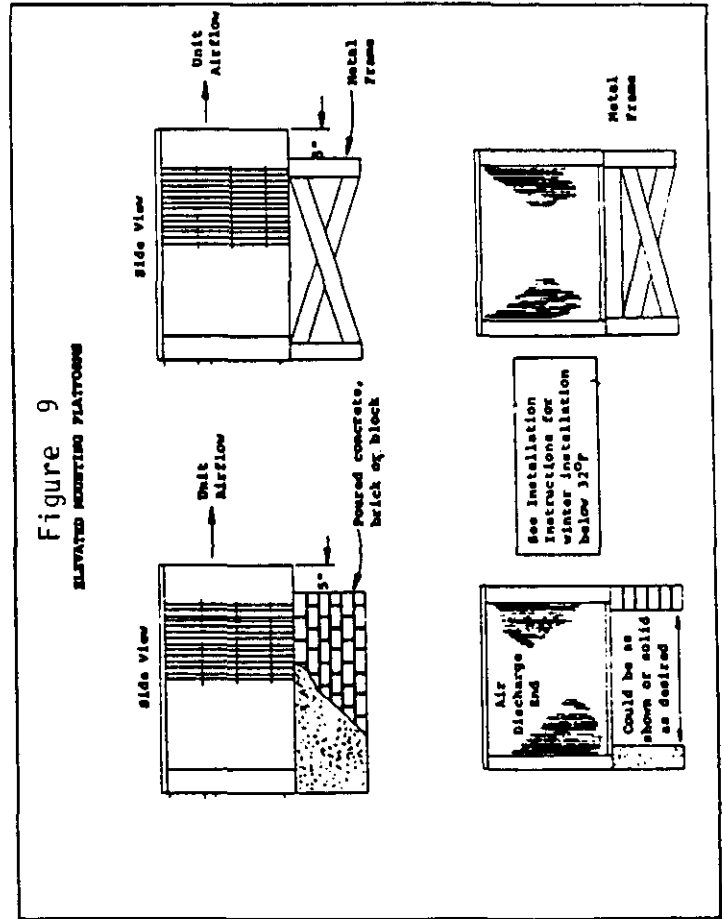 Figure 9
ELEVATED MOUNTING PLATFORMS
Side View
Unit
Airflow
5"
Poured concrete,
brick or block
Side View
Unit
Airflow
Metal
Frame
Air
Discharge
End
Could be as
shown or solid
as desired
See Installation
Instructions for
winter installation
below 32°F
Metal
Frame